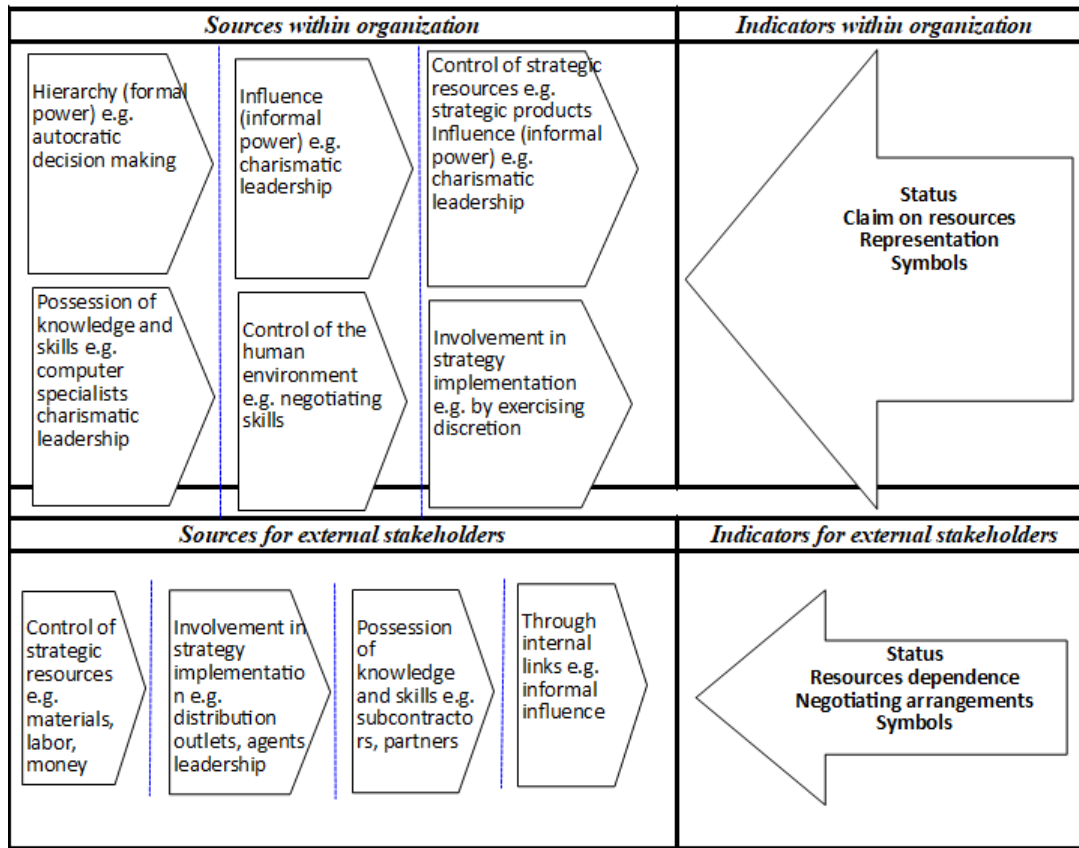 Sources within organization
Indicators within organization
Hierarchy (formal
power) e.g.
autocratic
decision making
Influence
(informal
power) e.g.
charismatic
leadership
Control of strategic
resources e.g.
strategic products
Influence (informal
power) e.g.
charismatic
leadership
Status
Claim on resources
Representation
Symbols
Possession of
knowledge and
skills e.g.
computer
specialists
charismatic
leadership
Control of the
human
environment
e.g. negotiating
skills
Involvement in
strategy
implementation
e.g. by exercising
discretion
Sources for external stakeholders
Indicators for external stakeholders
Control of
strategic
resources
e.g.
materials,
labor,
money
Involvement in
strategy
implementatio
n e.g.
distribution
outlets, agents
leadership
Possession
of
knowledge
and skills e.g.
subcontracto
rs, partners
Through
internal
links e.g.
informal
influence
Status
Resources dependence
Negotiating arrangements
Symbols